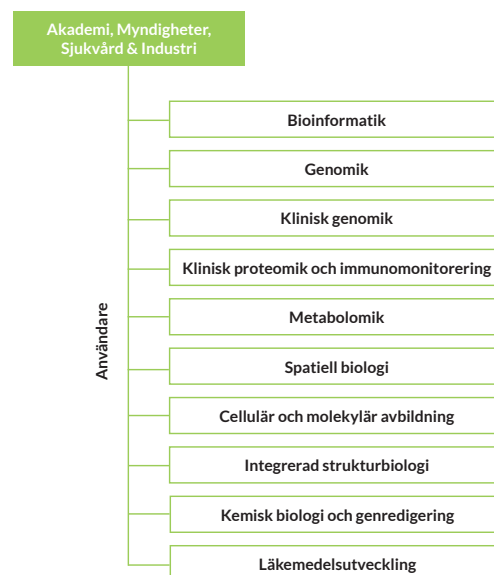 Akademi, Myndigheter,
Sjukvård & Industri
Bioinformatik
Genomik
Klinisk genomik
Klinisk proteomik och immunomonitorering
Metabolomik
Spatiell biologi
Cellulär och molekylär avbildning
Integrerad strukturbiologi
Kemisk biologi och genredigering
Läkemedelsutveckling
Användare